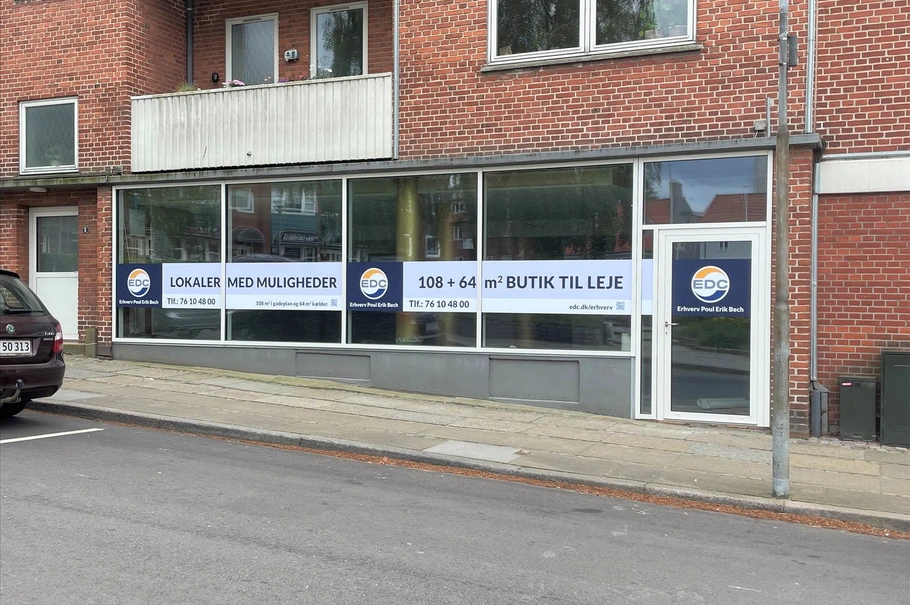 EDC
Erhverv Poul Erik Bech
LOKALER MED MULIGHEDER
Tlf.: 76 10 48 00
108 m² i gadeplan og 64 m² kælder.
EDC
Erhverv Poul Erik Bech
108 + 64 m² BUTIK TIL LEJE
Tlf.: 76 10 48 00
edc.dk/erhverv
EDC
Erhverv Poul Erik Bech
50 313